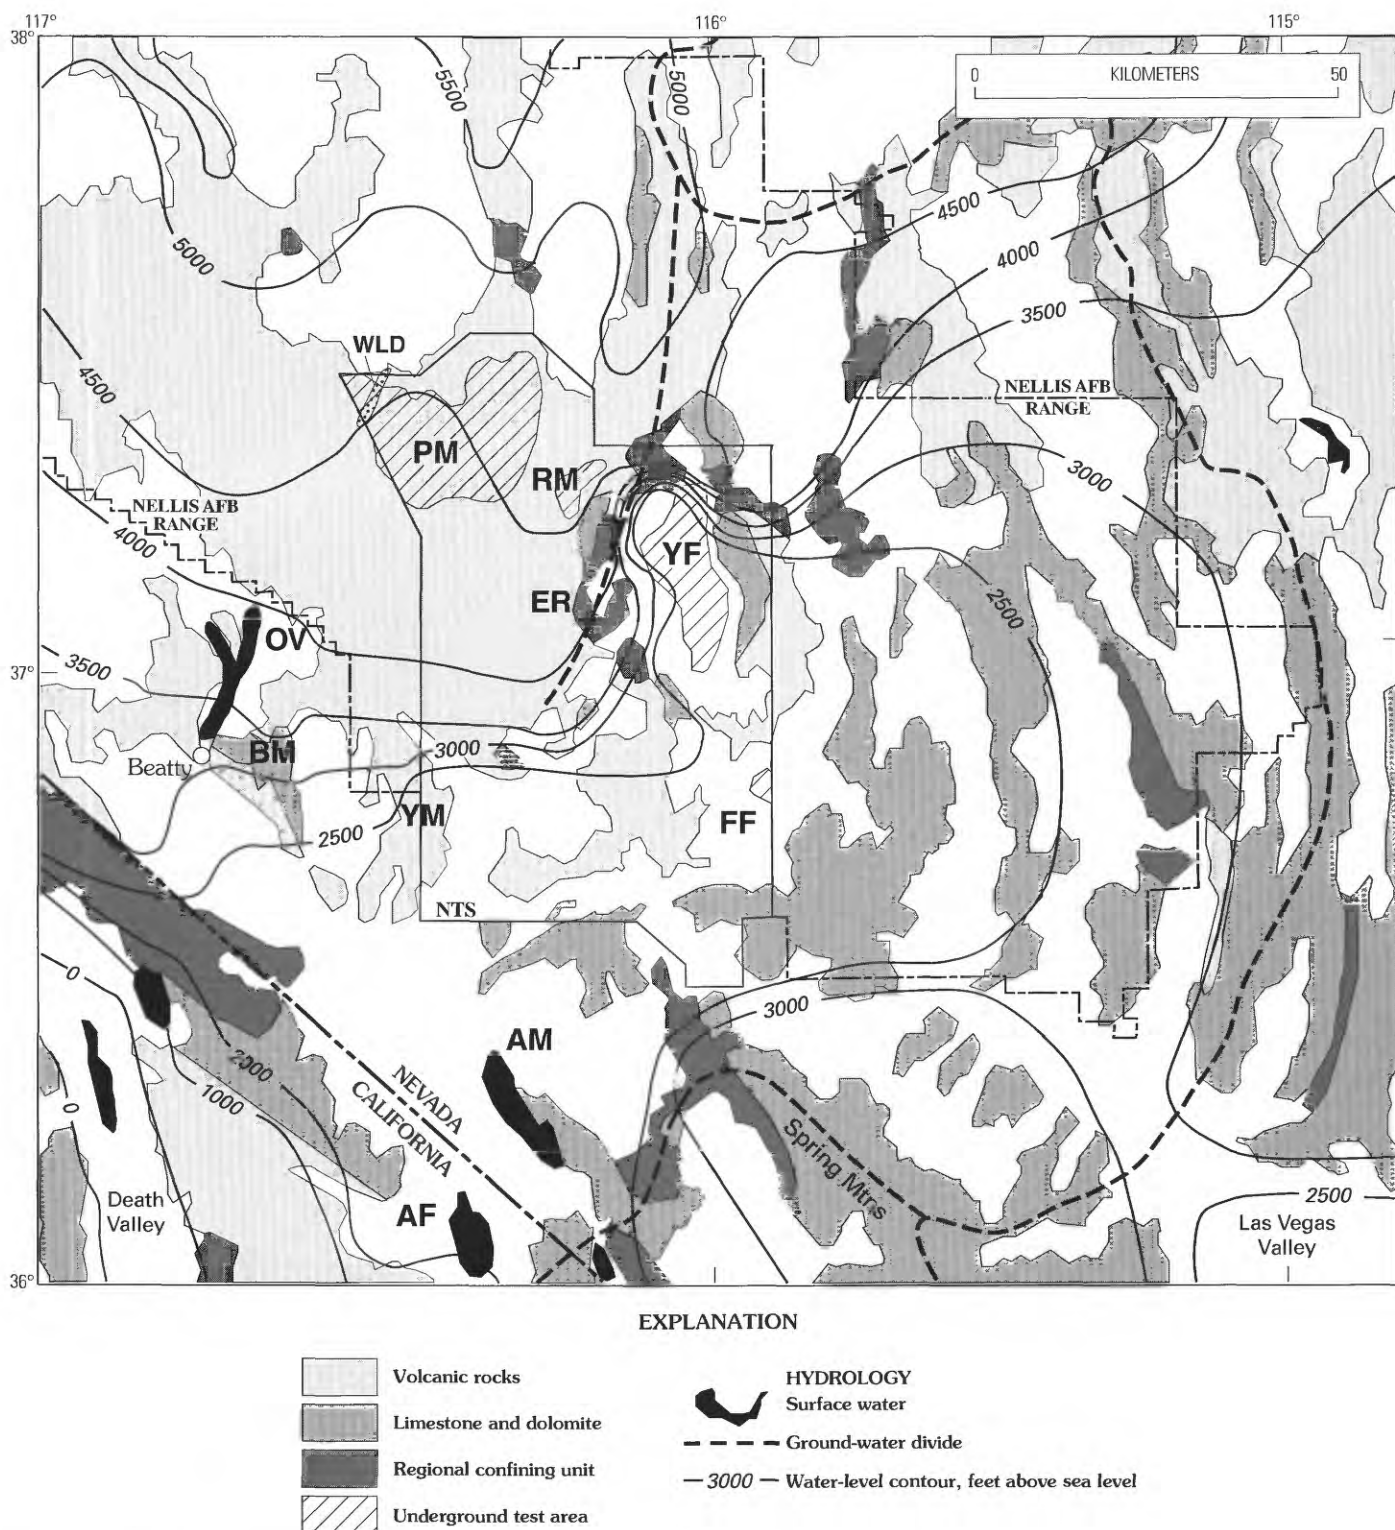 117°
116°
115°
38°
0 KILOMETERS 50
5500
5000
5000
4500
4000
3500
WLD
4500
PM
RM
NELLIS AFB
RANGE
3000
NELLIS AFB
RANGE
4000
YF
ER
2500
OV
37°
3500
3000
Beatty
BM
2500
YM
FF
NTS
0
3000
AM
2000
1000
NEVADA
CALIFORNIA
0
Spring Mtns
Death
Valley
AF
2500
Las Vegas
Valley
36°
116°
115°
EXPLANATION
Volcanic rocks
Limestone and dolomite
Regional confining unit
Underground test area
HYDROLOGY
Surface water
Ground-water divide
3000 Water-level contour, feet above sea level